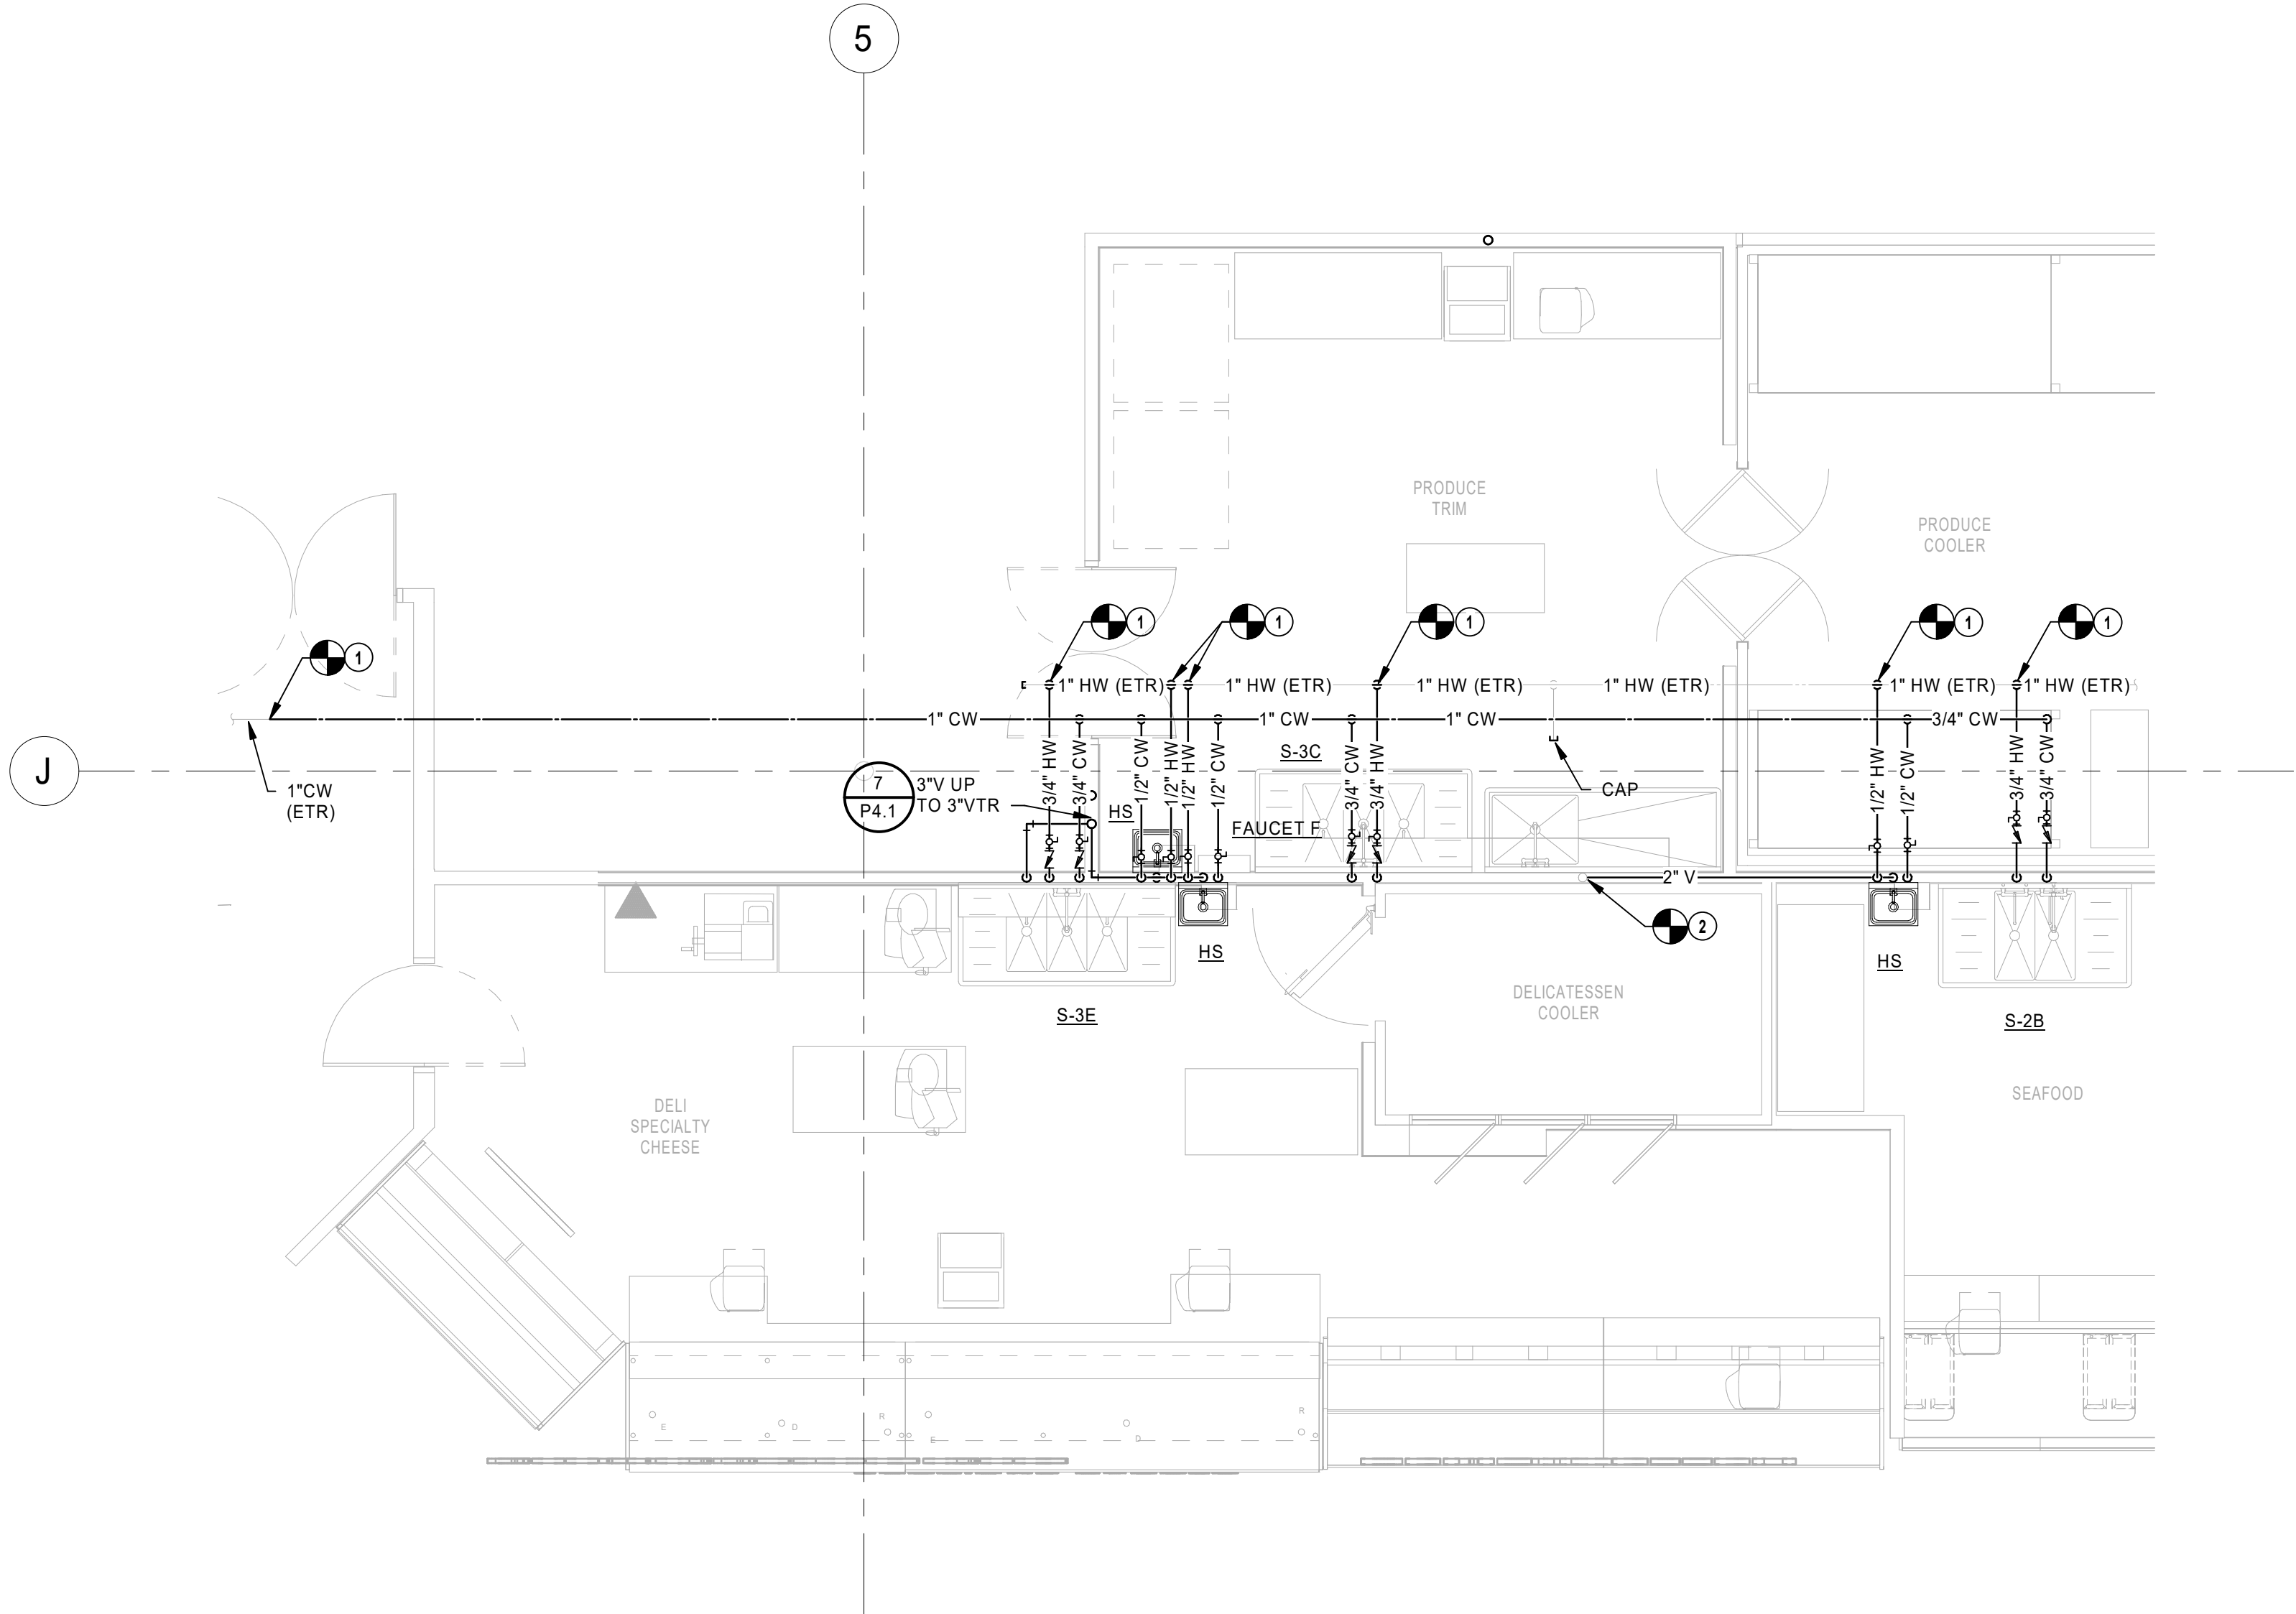 5
PRODUCE
TRIM
PRODUCE
COOLER
1
1
1
1
1
1
1" HW (ETR)
1" HW (ETR)
1" HW (ETR)
1" HW (ETR)
1" HW (ETR)
1" HW (ETR)
1" CW
1" CW
1" CW
3/4" CW
S-3C
J
1"CW
(ETR)
7
P4.1
3"V UP
TO 3"VTR
3/4" HW
3/4" CW
1/2" CW
1/2" HW
1/2" HW
1/2" CW
3/4" CW
3/4" HW
1/2" HW
1/2" CW
3/4" HW
3/4" CW
CAP
HS
FAUCET F
2" V
2
HS
HS
S-3E
S-2B
DELICATESSEN
COOLER
DELI
SPECIALTY
CHEESE
SEAFOOD
E
D
R
E
D
R